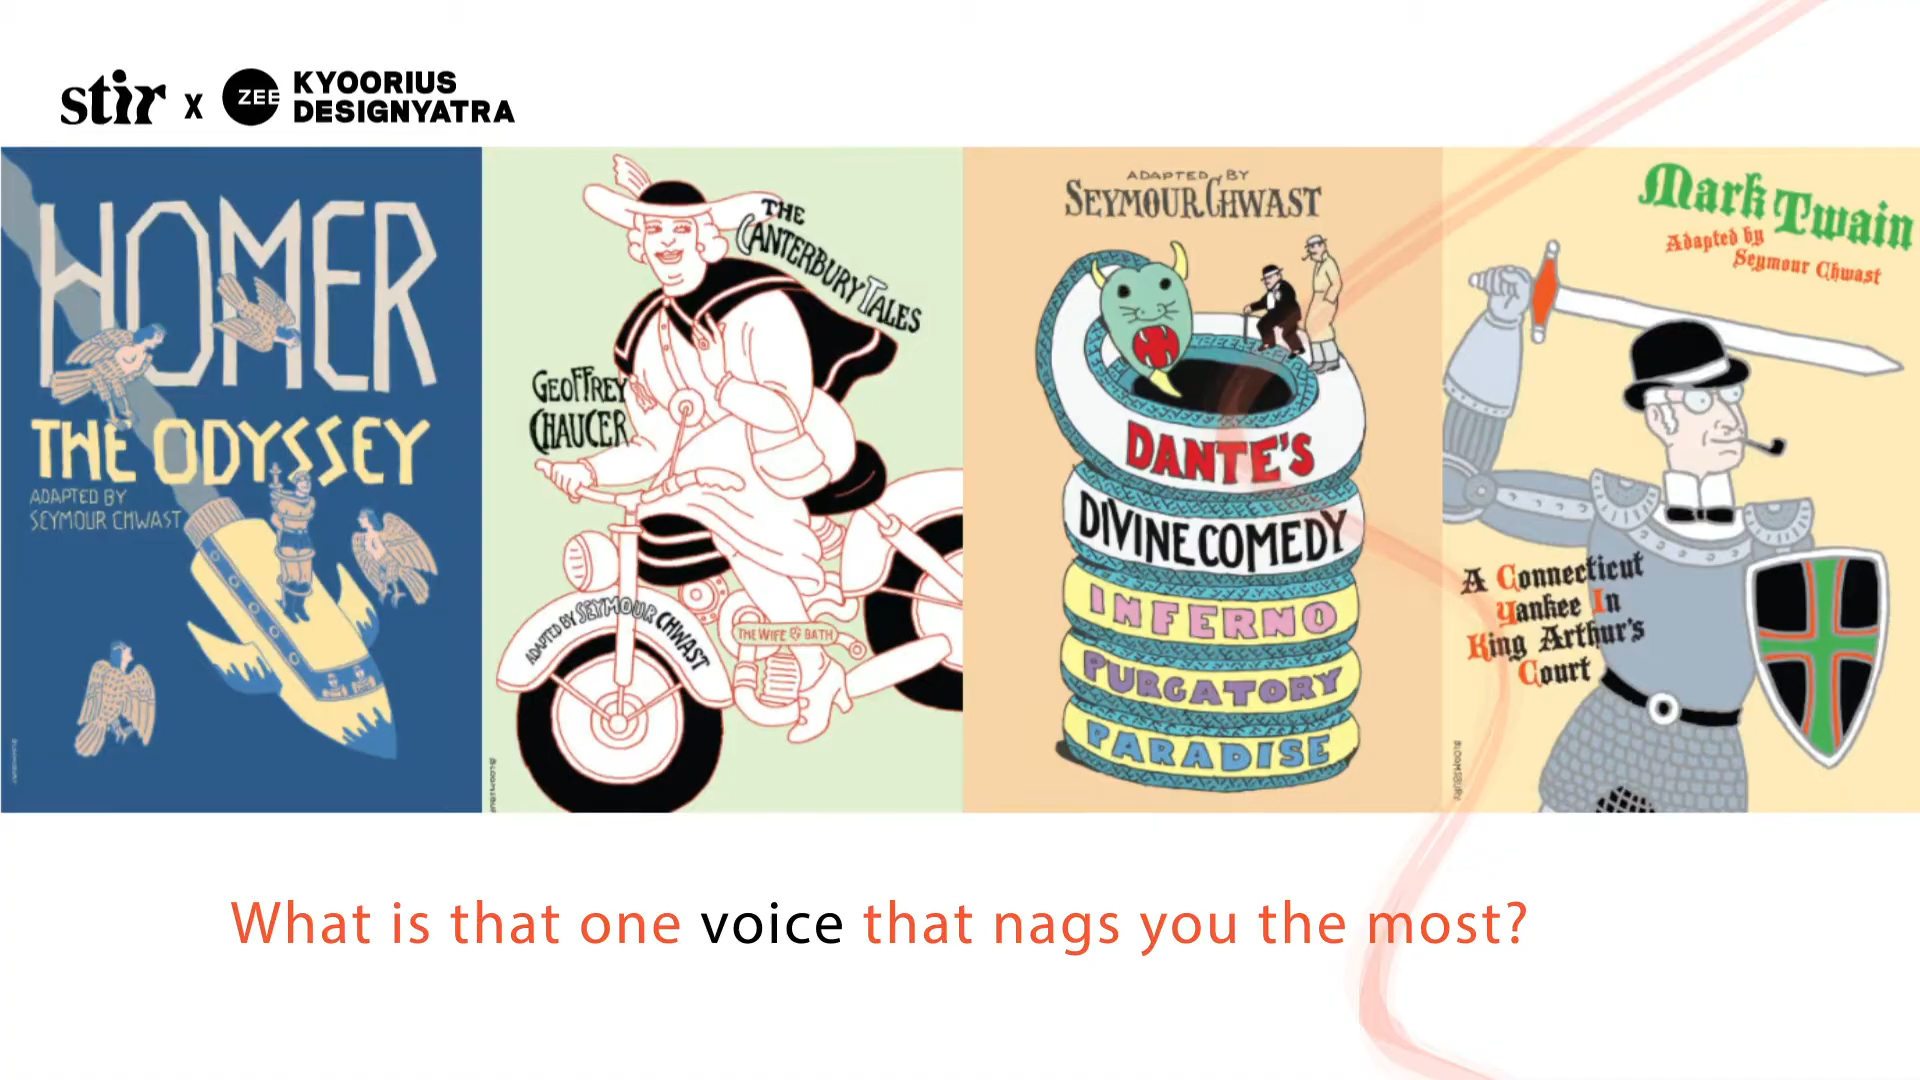 stir x ZEE KYOORIUS
DESIGNYATRA
HOMER
THE ODYSSEY
ADAPTED BY
SEYMOUR CHWAST
BLOOMSBURY
THE
CANTERBURY TALES
GEOFFREY
CHAUCER
ADAPTED BY SEYMOUR CHWAST
THE WIFE OF BATH
ADAPTED BY
SEYMOUR CHWAST
DANTE'S
DIVINE COMEDY
INFERNO
PURGATORY
PARADISE
Mark Twain
Adapted by
Seymour Chwast
A Connecticut
Yankee In
King Arthur's
Court
BLOOMSBURY
What is that one voice that nags you the most?